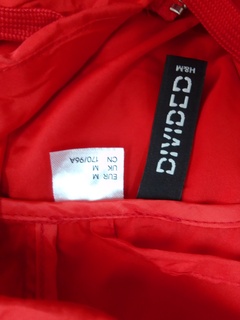 DIVIDED
H&M
EUR: M
UK: M
CN: 170/96A